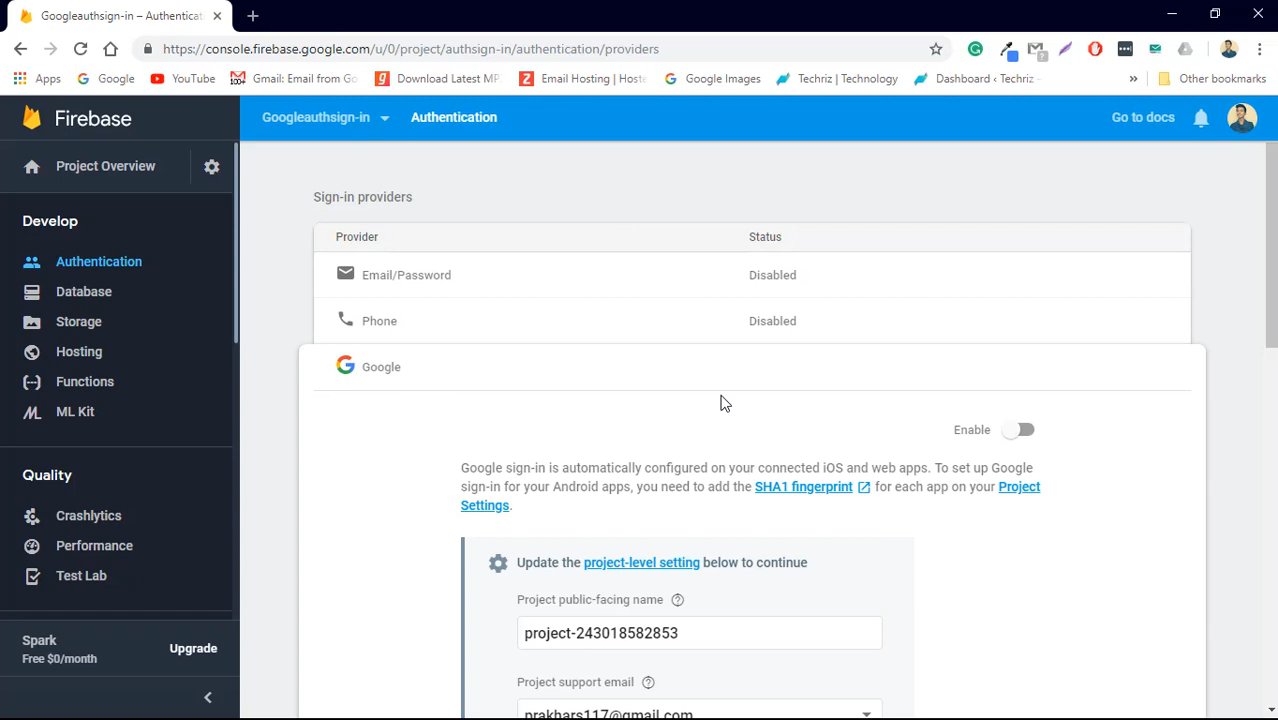 Googleauthsign-in – Authenticat
https://console.firebase.google.com/u/0/project/authsign-in/authentication/providers
Apps
Google
YouTube
100+
Gmail: Email from Go
Download Latest MP
Email Hosting | Hoste
Google Images
Techriz | Technology
Dashboard ‹ Techriz –
»
Other bookmarks
Firebase
Googleauthsign-in
Authentication
Go to docs
Project Overview
Develop
Authentication
Database
Storage
Hosting
Functions
ML Kit
Quality
Crashlytics
Performance
Test Lab
Spark
Free $0/month
Upgrade
Sign-in providers
Provider Status
Email/Password Disabled
Phone Disabled
Google
Enable
Google sign-in is automatically configured on your connected iOS and web apps. To set up Google
sign-in for your Android apps, you need to add the SHA1 fingerprint for each app on your Project
Settings.
Update the project-level setting below to continue
Project public-facing name
project-243018582853
Project support email
prakhars117@gmail.com